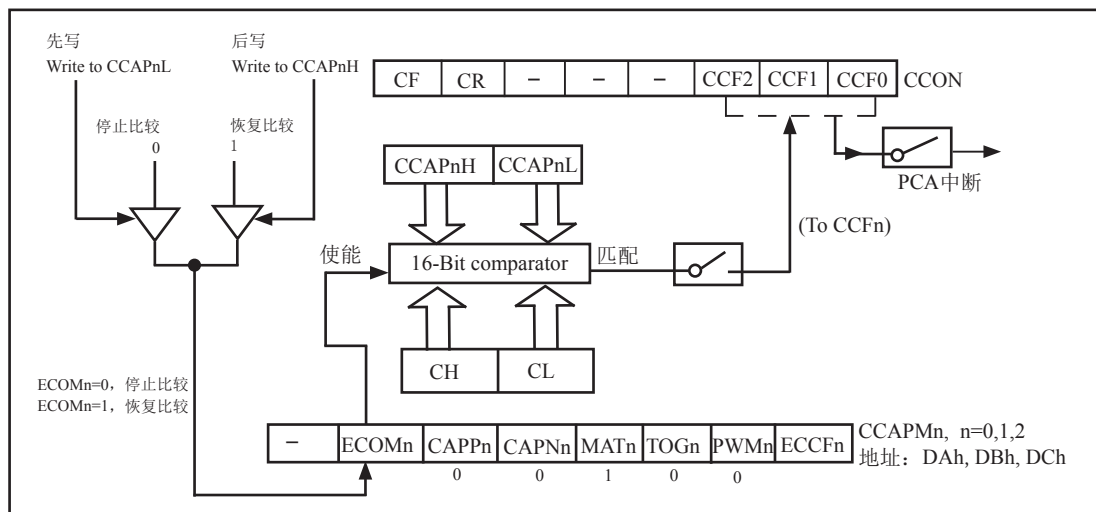 先写
Write to CCAPnL
后写
Write to CCAPnH
CF CR – – – CCF2 CCF1 CCF0 CCON
停止比较
0
恢复比较
1
PCA中断
CCAPnH CCAPnL
(To CCFn)
使能
16-Bit comparator
匹配
CH CL
ECOMn=0，停止比较
ECOMn=1，恢复比较
– ECOMn CAPPn CAPNn MATn TOGn PWMn ECCFn
CCAPMn, n=0,1,2
地址：DAh, DBh, DCh
0 0 1 0 0